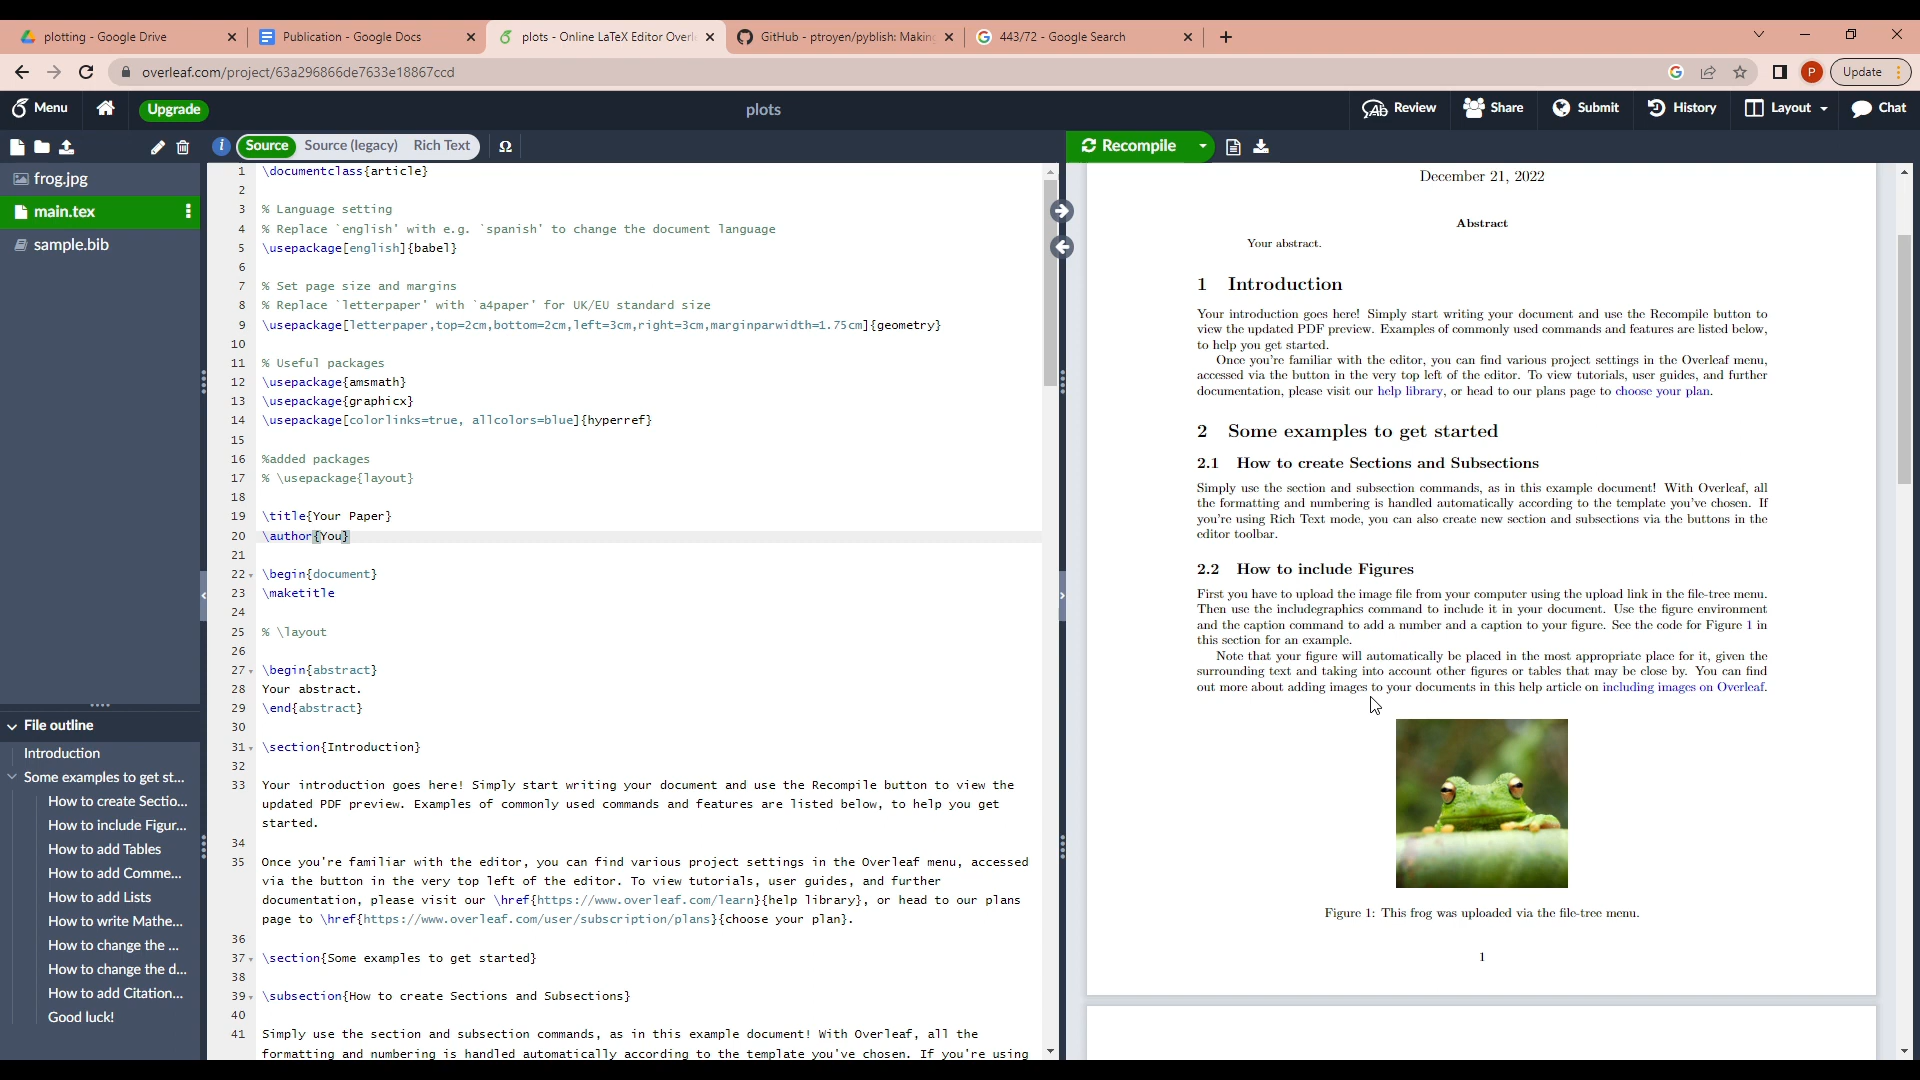 plotting - Google Drive
Publication - Google Docs
plots - Online LaTeX Editor Overl
GitHub - ptroyen/pyblish: Making
443/72 - Google Search
overleaf.com/project/63a296866de7633e18867ccd
P
Update
Menu
Upgrade
plots
Review
Share
Submit
History
Layout
Chat
Source
Source (legacy)
Rich Text
Ω
Recompile
frog.jpg
main.tex
sample.bib
File outline
Introduction
Some examples to get st...
How to create Sectio...
How to include Figur...
How to add Tables
How to add Comme...
How to add Lists
How to write Mathe...
How to change the ...
How to change the d...
How to add Citation...
Good luck!
1 \documentclass{article}
2
3 % Language setting
4 % Replace `english' with e.g. `spanish' to change the document language
5 \usepackage[english]{babel}
6
7 % Set page size and margins
8 % Replace `letterpaper' with `a4paper' for UK/EU standard size
9 \usepackage[letterpaper,top=2cm,bottom=2cm,left=3cm,right=3cm,marginparwidth=1.75cm]{geometry}
10
11 % Useful packages
12 \usepackage{amsmath}
13 \usepackage{graphicx}
14 \usepackage[colorlinks=true, allcolors=blue]{hyperref}
15
16 %added packages
17 % \usepackage{layout}
18
19 \title{Your Paper}
20 \author{You}
21
22 \begin{document}
23 \maketitle
24
25 % \layout
26
27 \begin{abstract}
28 Your abstract.
29 \end{abstract}
30
31 \section{Introduction}
32
33 Your introduction goes here! Simply start writing your document and use the Recompile button to view the
updated PDF preview. Examples of commonly used commands and features are listed below, to help you get
started.
34
35 Once you're familiar with the editor, you can find various project settings in the Overleaf menu, accessed
via the button in the very top left of the editor. To view tutorials, user guides, and further
documentation, please visit our \href{https://www.overleaf.com/learn}{help library}, or head to our plans
page to \href{https://www.overleaf.com/user/subscription/plans}{choose your plan}.
36
37 \section{Some examples to get started}
38
39 \subsection{How to create Sections and Subsections}
40
41 Simply use the section and subsection commands, as in this example document! With Overleaf, all the
formatting and numbering is handled automatically according to the template you've chosen. If you're using
December 21, 2022
Abstract
Your abstract.
1 Introduction
Your introduction goes here! Simply start writing your document and use the Recompile button to
view the updated PDF preview. Examples of commonly used commands and features are listed below,
to help you get started.
Once you're familiar with the editor, you can find various project settings in the Overleaf menu,
accessed via the button in the very top left of the editor. To view tutorials, user guides, and further
documentation, please visit our help library, or head to our plans page to choose your plan.
2 Some examples to get started
2.1 How to create Sections and Subsections
Simply use the section and subsection commands, as in this example document! With Overleaf, all
the formatting and numbering is handled automatically according to the template you've chosen. If
you're using Rich Text mode, you can also create new section and subsections via the buttons in the
editor toolbar.
2.2 How to include Figures
First you have to upload the image file from your computer using the upload link in the file-tree menu.
Then use the includegraphics command to include it in your document. Use the figure environment
and the caption command to add a number and a caption to your figure. See the code for Figure 1 in
this section for an example.
Note that your figure will automatically be placed in the most appropriate place for it, given the
surrounding text and taking into account other figures or tables that may be close by. You can find
out more about adding images to your documents in this help article on including images on Overleaf.
Figure 1: This frog was uploaded via the file-tree menu.
1